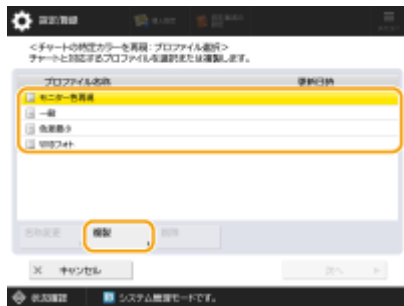 設定/登録
<チャートの特定カラーを再現:プロファイル選択>
チャートと対応するプロファイルを選択または複製します。
プロファイル名称 更新日時
モニター色再現
一般
色差最小
VIVIDフォト
名称変更 複製 削除
× キャンセル 次へ
状況確認 システム管理モードです。